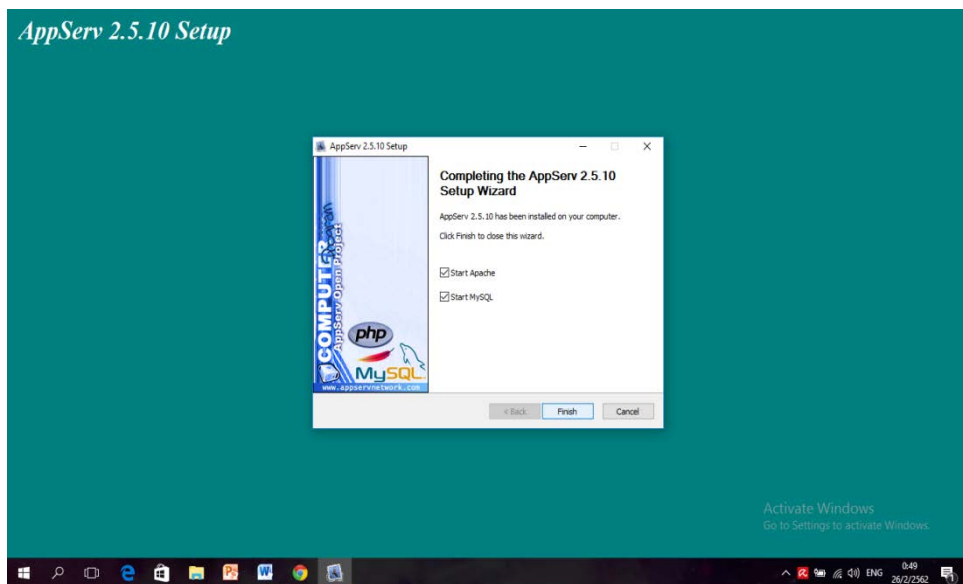 AppServ 2.5.10 Setup
AppServ 2.5.10 Setup
Completing the AppServ 2.5.10
Setup Wizard
AppServ 2.5.10 has been installed on your computer.
Click Finish to close this wizard.
Start Apache
Start MySQL
COMPUTER
Program
AppServ Open Project
php
MySQL
www.appservnetwork.com
< Back
Finish
Cancel
Activate Windows
Go to Settings to activate Windows.
ENG
0:49
26/2/2562